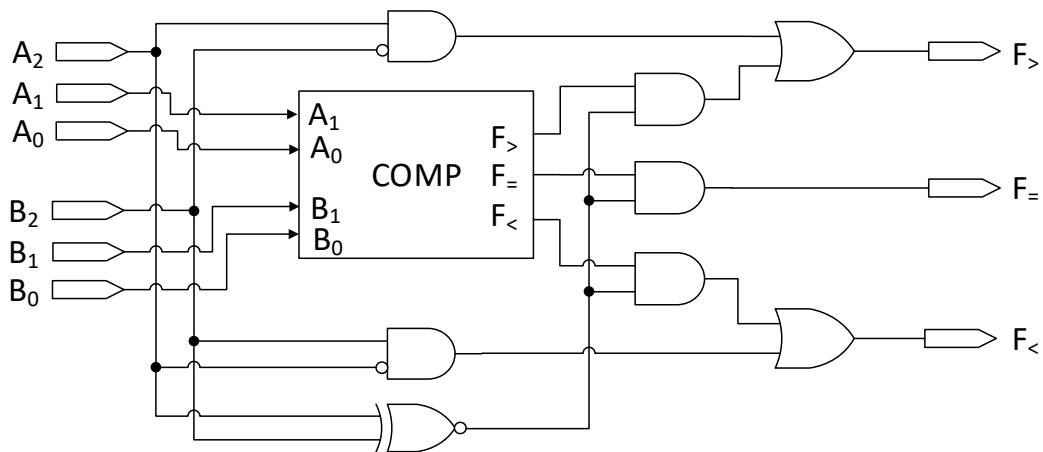 A₂
A₁
A₀
B₂
B₁
B₀
A₁
A₀
B₁
B₀
COMP
F>
F=
F<
F>
F=
F<